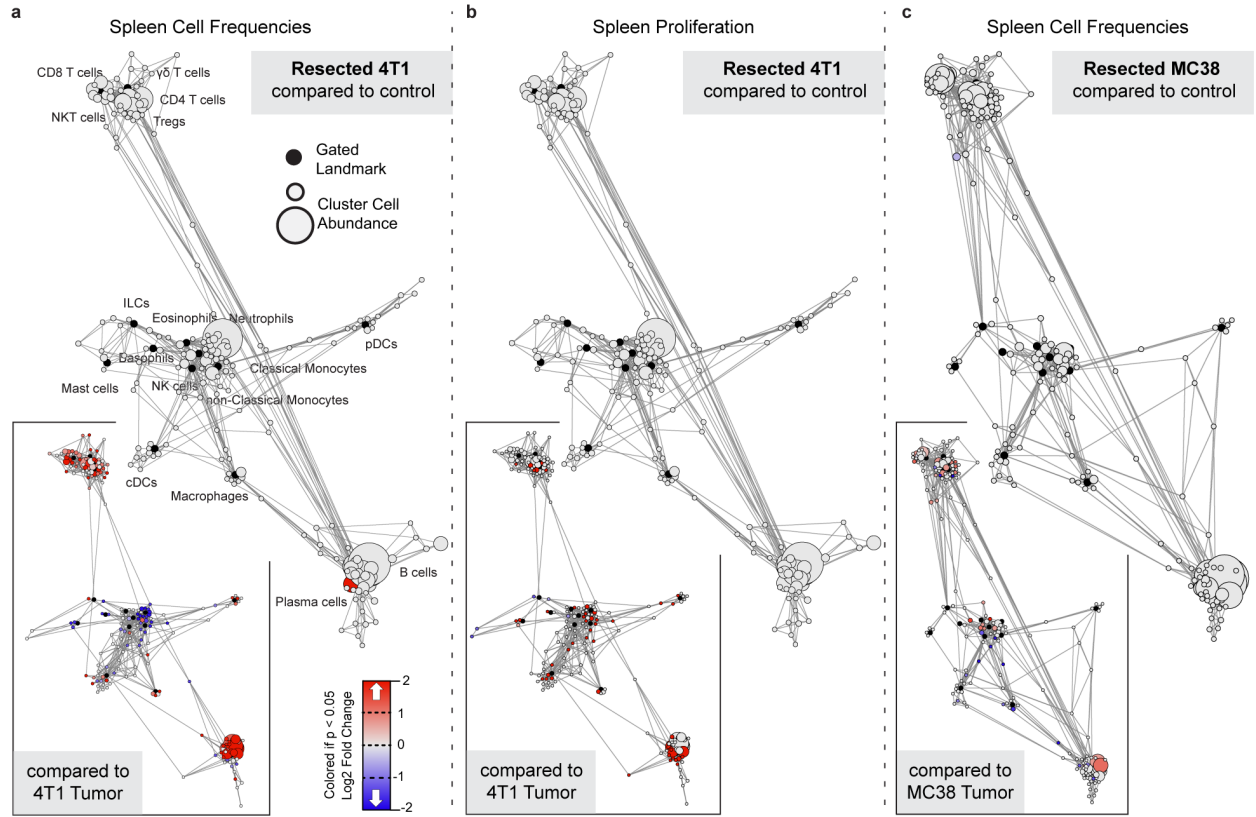 a
Spleen Cell Frequencies
Resected 4T1
compared to control
CD8 T cells
γδ T cells
CD4 T cells
NKT cells
Tregs
Gated
Landmark
Cluster Cell
Abundance
ILCs
Eosinophils
Neutrophils
pDCs
Basophils
Classical Monocytes
Mast cells
NK cells
non-Classical Monocytes
cDCs
Macrophages
B cells
Plasma cells
compared to
4T1 Tumor
Colored if p < 0.05
Log2 Fold Change
2
1
0
-1
-2
b
Spleen Proliferation
Resected 4T1
compared to control
compared to
4T1 Tumor
c
Spleen Cell Frequencies
Resected MC38
compared to control
compared to
MC38 Tumor